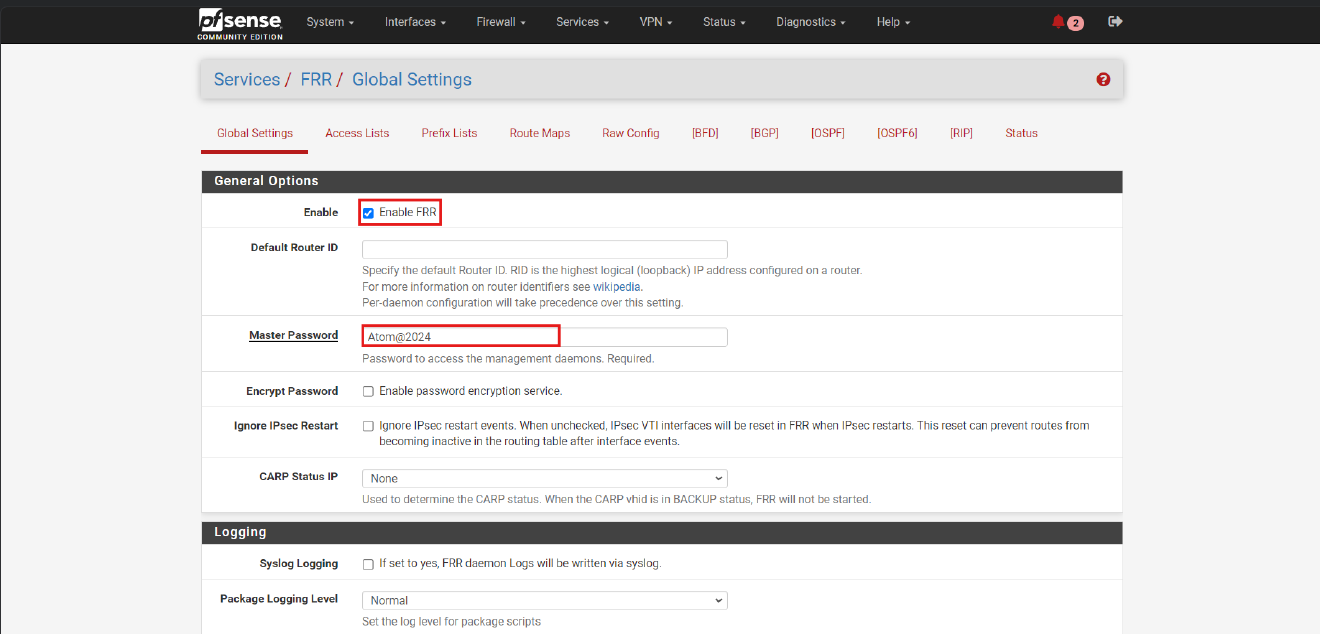 pfsense COMMUNITY EDITION System Interfaces Firewall Services VPN Status Diagnostics Help 2
Services / FRR / Global Settings
Global Settings Access Lists Prefix Lists Route Maps Raw Config [BFD] [BGP] [OSPF] [OSPF6] [RIP] Status
General Options
Enable Enable FRR
Default Router ID
Specify the default Router ID. RID is the highest logical (loopback) IP address configured on a router.
For more information on router identifiers see wikipedia.
Per-daemon configuration will take precedence over this setting.
Master Password Atom@2024
Password to access the management daemons. Required.
Encrypt Password Enable password encryption service.
Ignore IPsec Restart Ignore IPsec restart events. When unchecked, IPsec VTI interfaces will be reset in FRR when IPsec restarts. This reset can prevent routes from
becoming inactive in the routing table after interface events.
CARP Status IP None
Used to determine the CARP status. When the CARP vhid is in BACKUP status, FRR will not be started.
Logging
Syslog Logging If set to yes, FRR daemon Logs will be written via syslog.
Package Logging Level Normal
Set the log level for package scripts